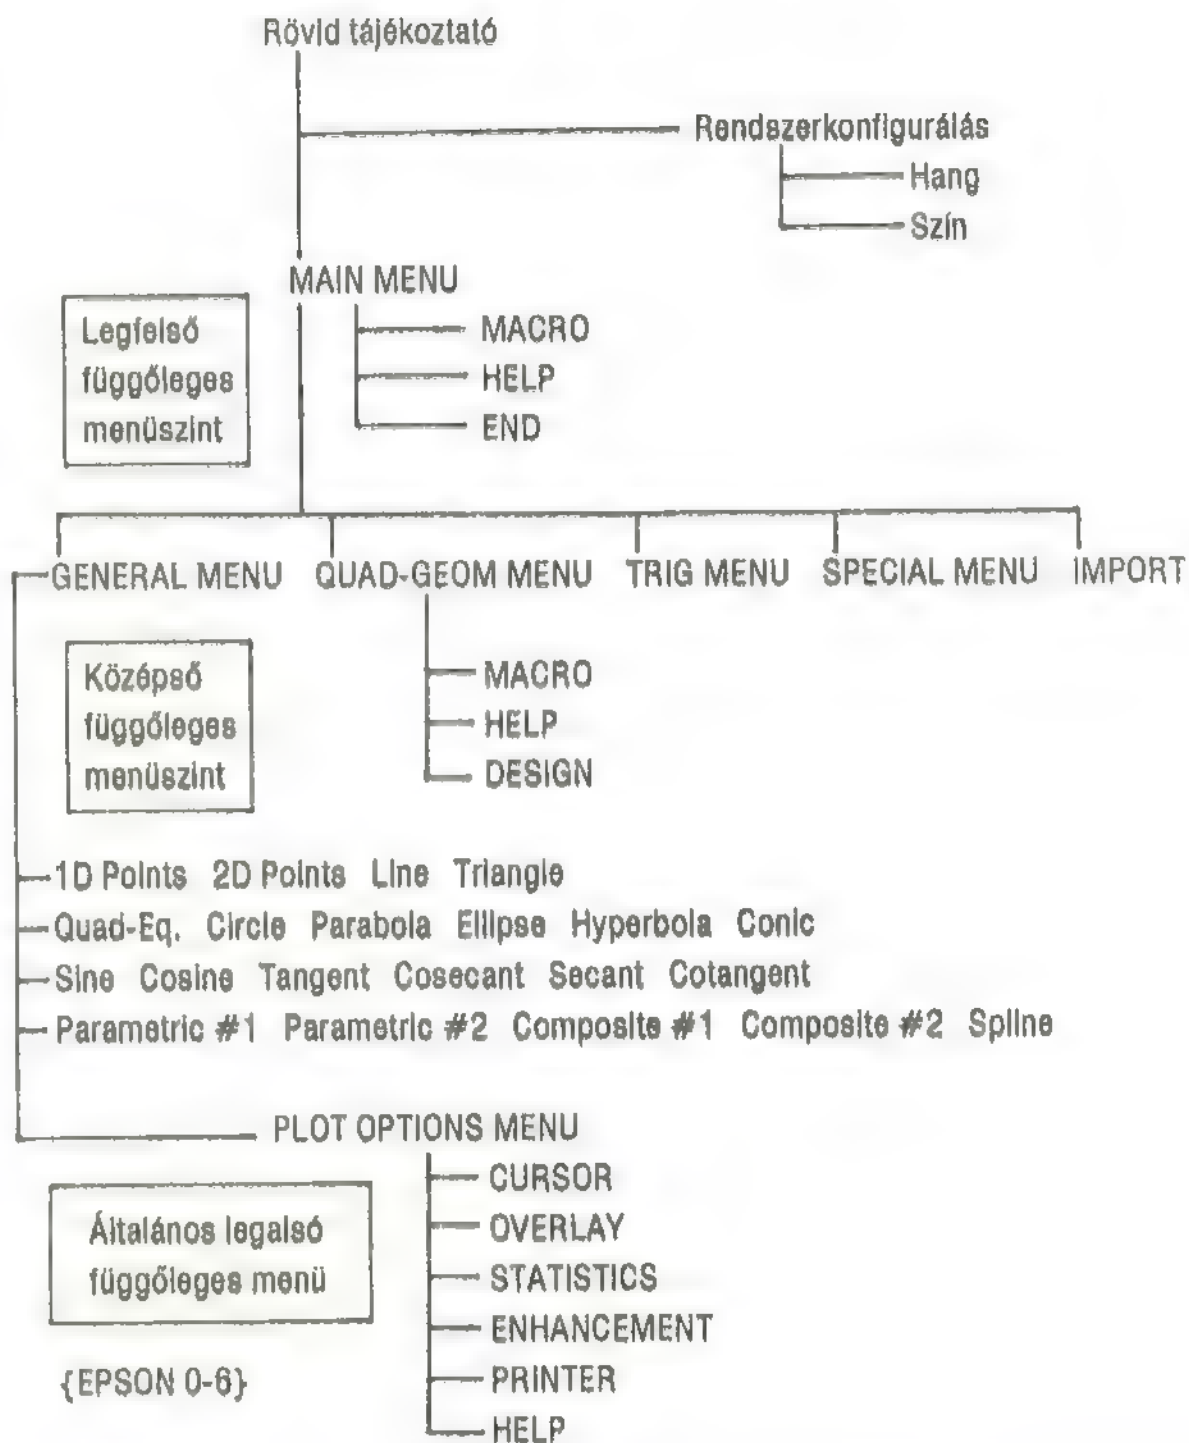 Rövid tájékoztató
Rendszerkonfigurálás
Hang
Szín
MAIN MENU
Legfelső
függőleges
menüszint
MACRO
HELP
END
GENERAL MENU QUAD-GEOM MENU TRIG MENU SPECIAL MENU IMPORT
Középső
függőleges
menüszint
MACRO
HELP
DESIGN
1D Points 2D Points Line Triangle
Quad-Eq. Circle Parabola Ellipse Hyperbola Conic
Sine Cosine Tangent Cosecant Secant Cotangent
Parametric #1 Parametric #2 Composite #1 Composite #2 Spline
PLOT OPTIONS MENU
CURSOR
Általános legalsó
függőleges menü
OVERLAY
STATISTICS
ENHANCEMENT
{EPSON 0-6}
PRINTER
HELP